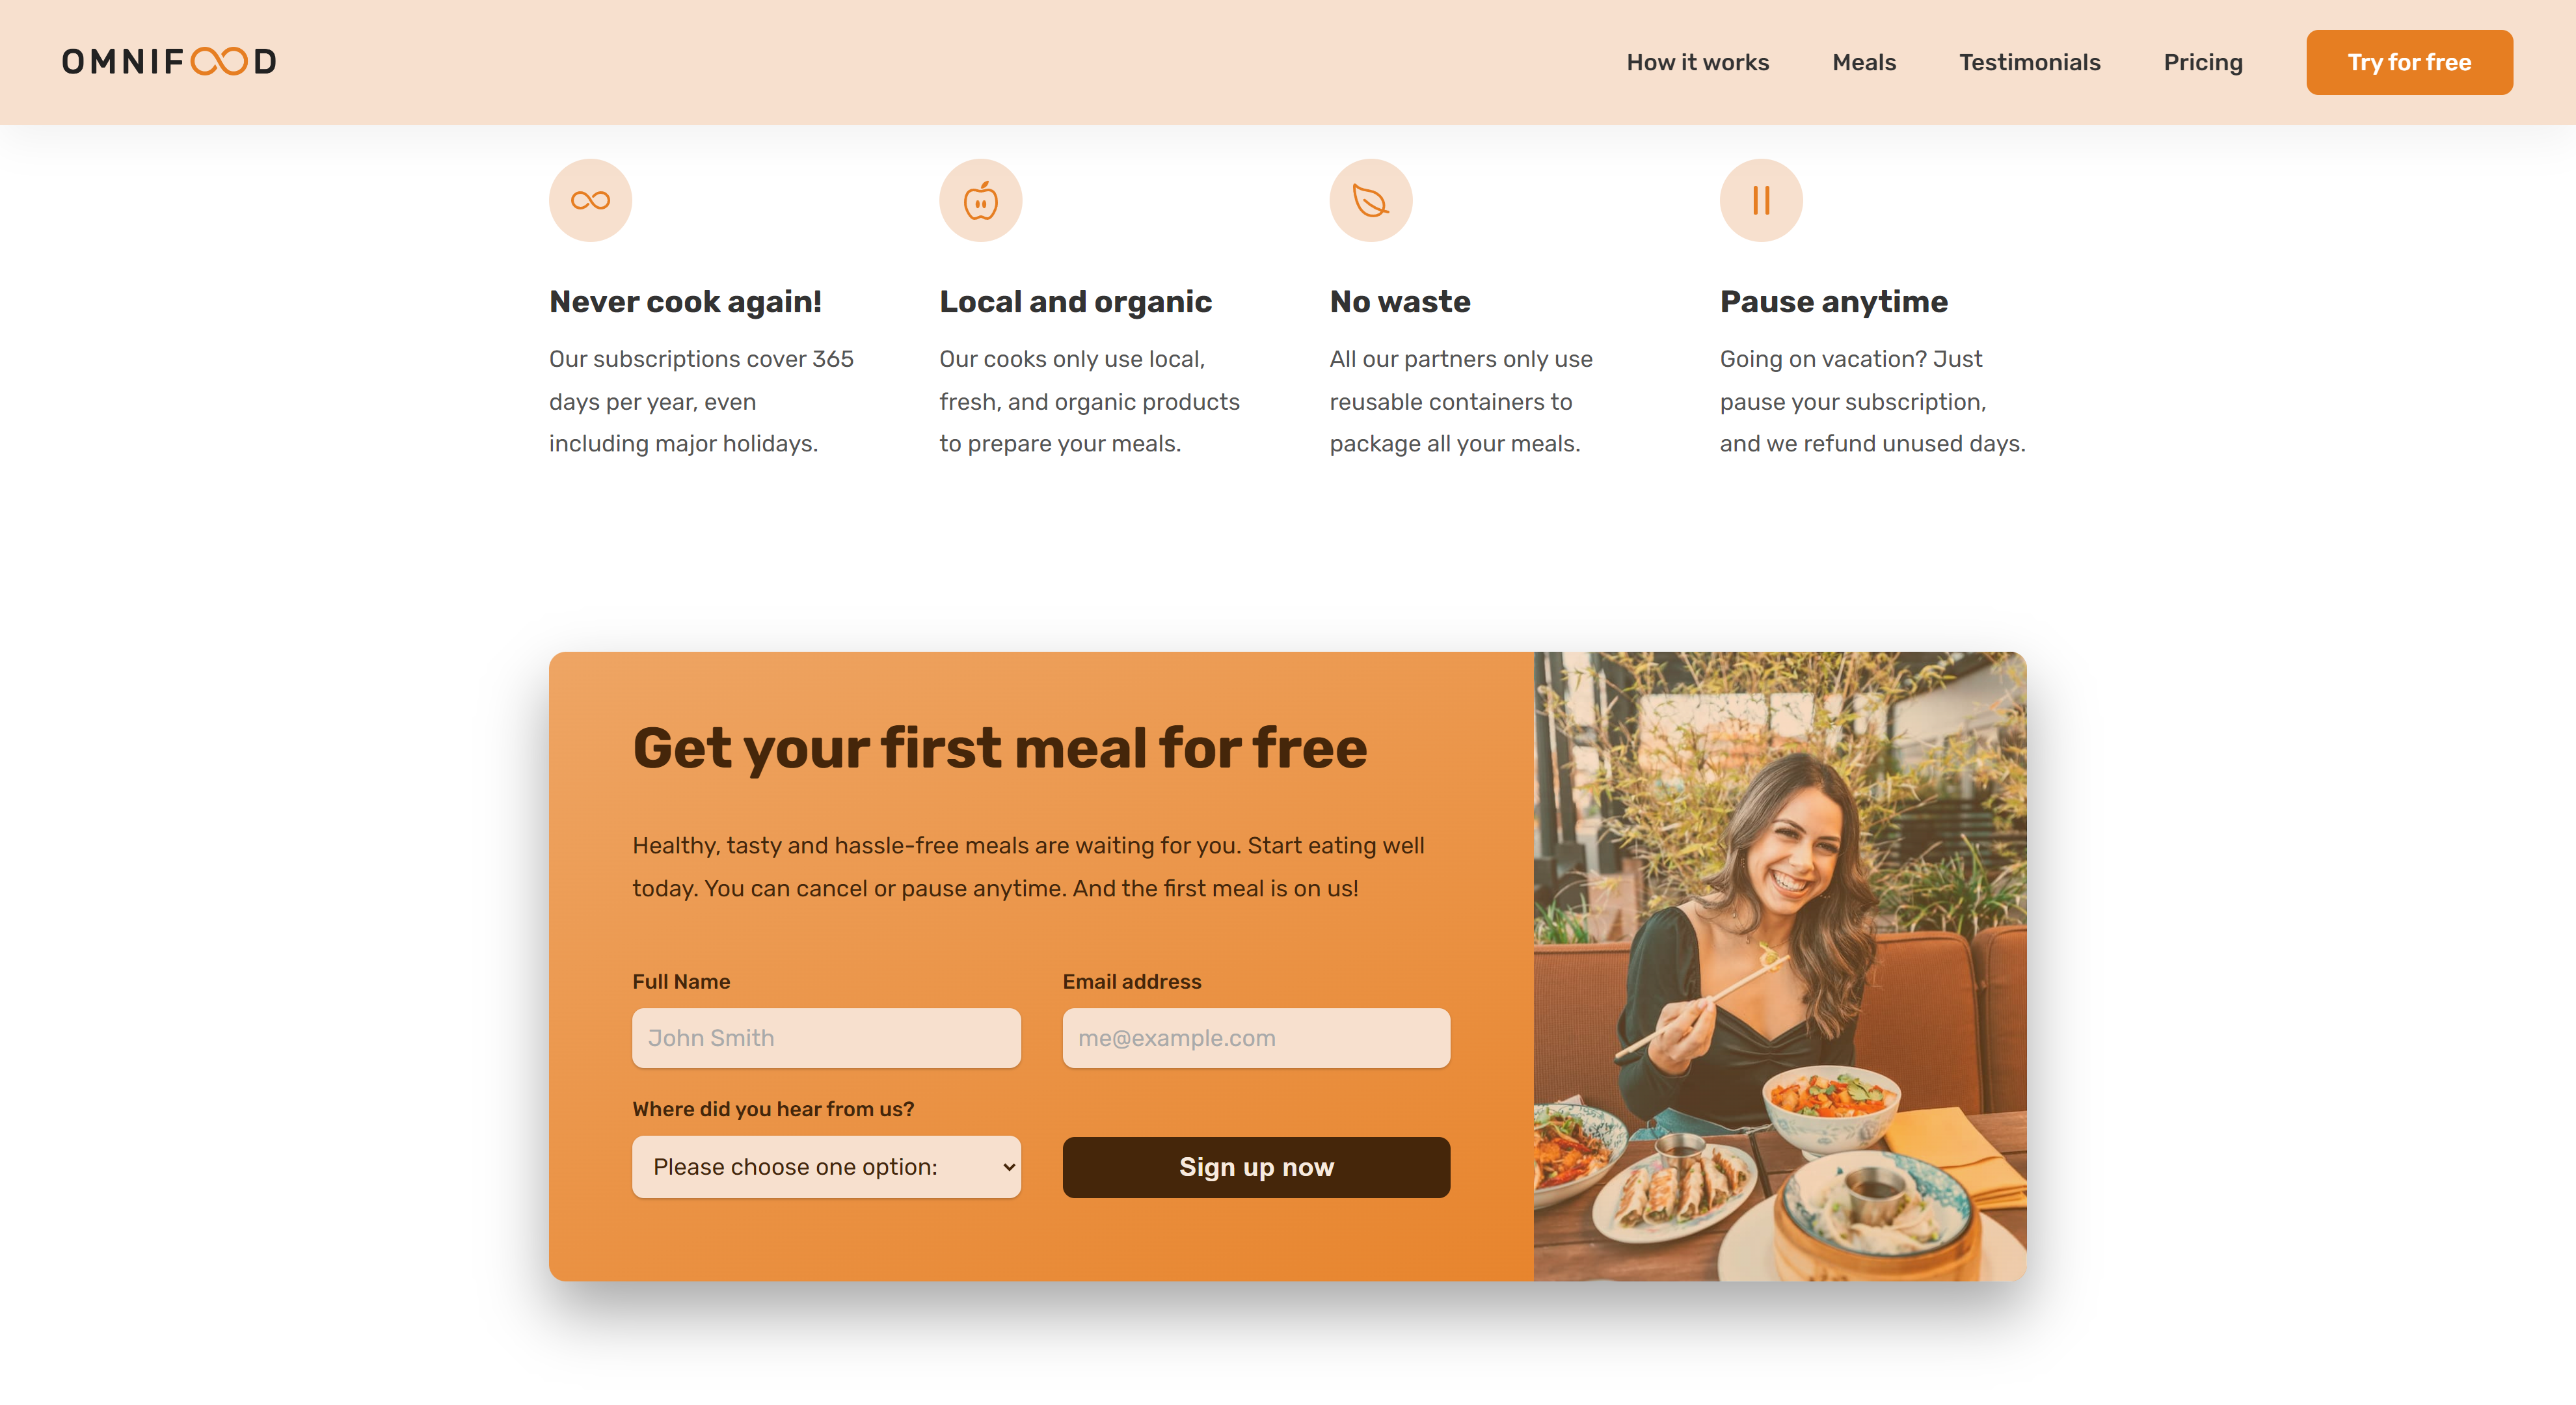 OMNIFOOD
How it works
Meals
Testimonials
Pricing
Try for free
Never cook again!
Our subscriptions cover 365
days per year, even
including major holidays.
Local and organic
Our cooks only use local,
fresh, and organic products
to prepare your meals.
No waste
All our partners only use
reusable containers to
package all your meals.
Pause anytime
Going on vacation? Just
pause your subscription,
and we refund unused days.
Get your first meal for free
Healthy, tasty and hassle-free meals are waiting for you. Start eating well
today. You can cancel or pause anytime. And the first meal is on us!
Full Name
John Smith
Email address
me@example.com
Where did you hear from us?
Please choose one option:
Sign up now